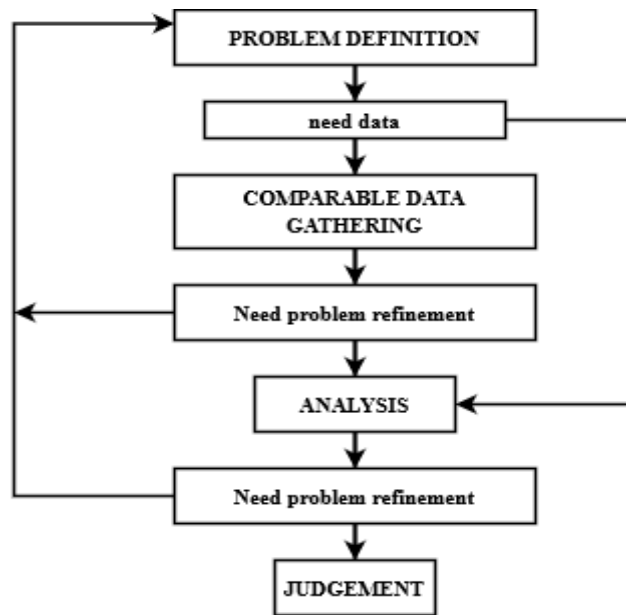 PROBLEM DEFINITION
need data
COMPARABLE DATA
GATHERING
Need problem refinement
ANALYSIS
Need problem refinement
JUDGEMENT